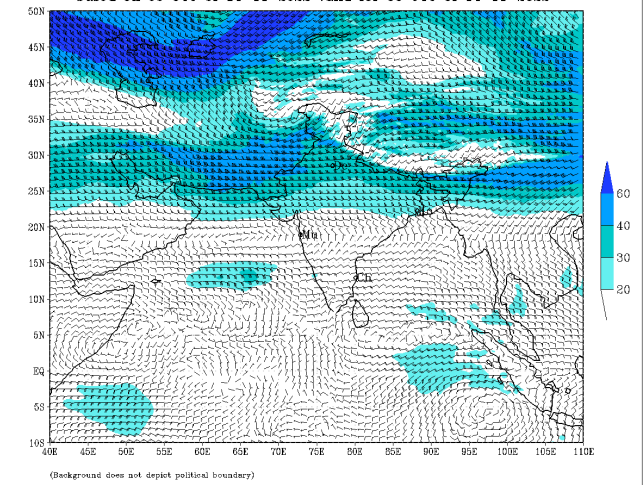 50N
45N
40N
35N
30N
25N
20N
15N
10N
5N
EQ
5S
10S
40E 45E 50E 55E 60E 65E 70E 75E 80E 85E 90E 95E 100E 105E 110E
Mu
Ch
60
40
30
20
(Background does not depict political boundary)